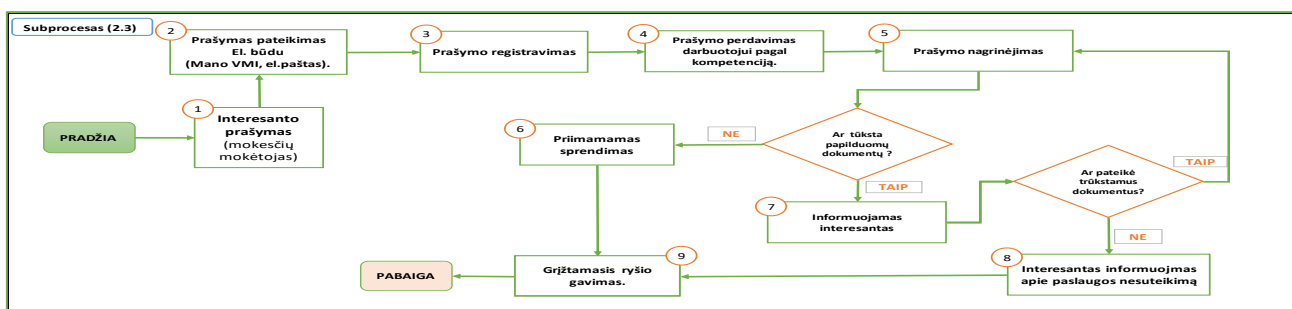 Subprocesas (2.3)
2
Prašymas pateikimas
El. būdu
(Mano VMI, el.paštas).
3
Prašymo registravimas
4
Prašymo perdavimas
darbuotojui pagal
kompetenciją.
5
Prašymo nagrinėjimas
PRADŽIA
1
Interesanto
prašymas
(mokesčių
mokėtojas)
6
Priimamamas
sprendimas
NE
Ar tūksta
papilduomų
dokumentų ?
TAIP
7
Informuojamas
interesantas
Ar pateikė
trūkstamus
dokumentus?
TAIP
NE
8
Interesantas informuojmas
apie paslaugos nesuteikimą
9
Grįžtamasis ryšio
gavimas.
PABAIGA